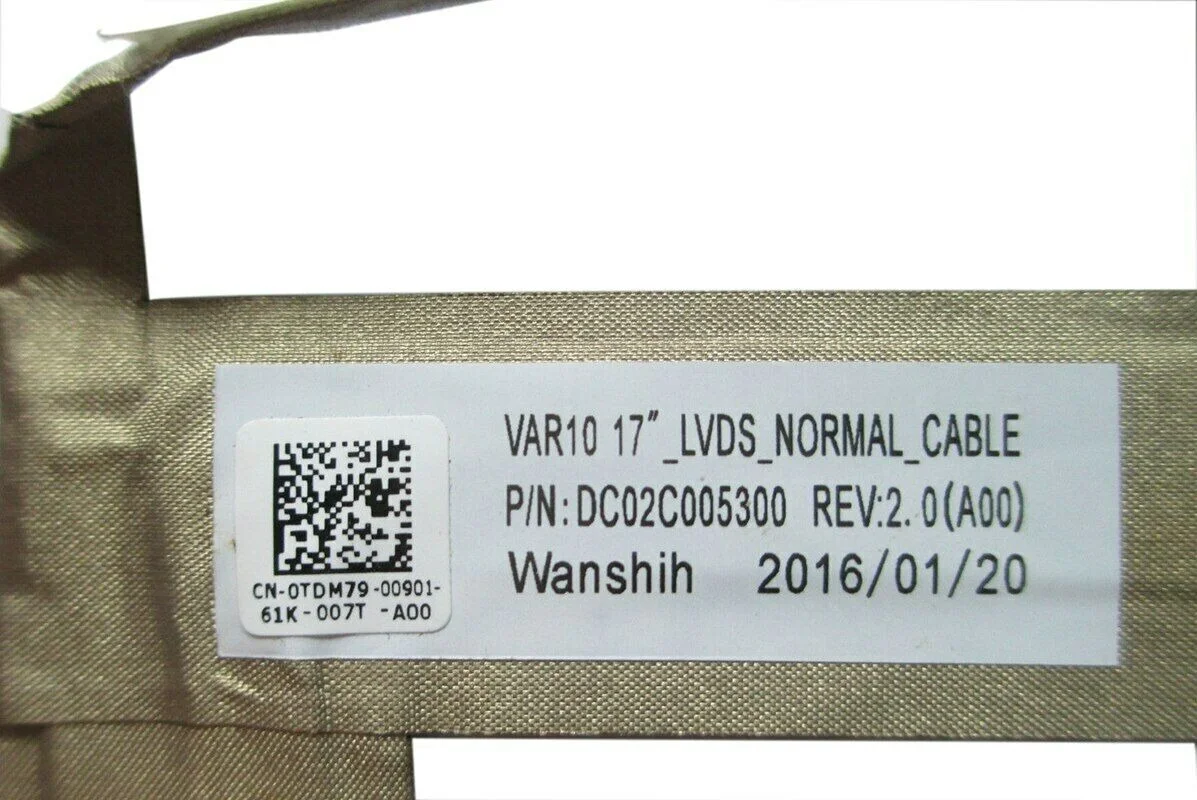 VAR10 17"_LVDS_NORMAL_CABLE
P/N:DC02C005300 REV:2.0(A00)
Wanshih 2016/01/20
CN-0TDM79-00901-
61K-007T -A00